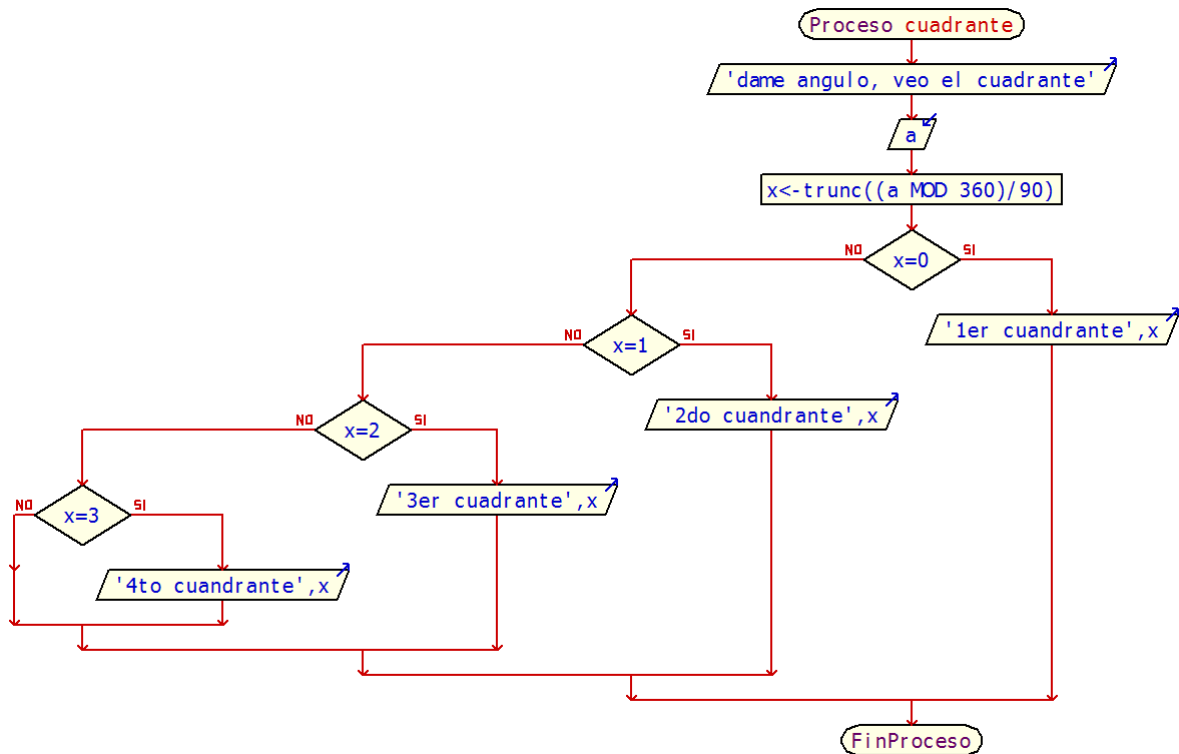 Proceso cuadrante
'dame angulo, veo el cuadrante'
a
x<-trunc((a MOD 360)/90)
NO
x=0
SI
'1er cuandrante',x
NO
x=1
SI
'2do cuandrante',x
NO
x=2
SI
'3er cuadrante',x
NO
x=3
SI
'4to cuandrante',x
FinProceso